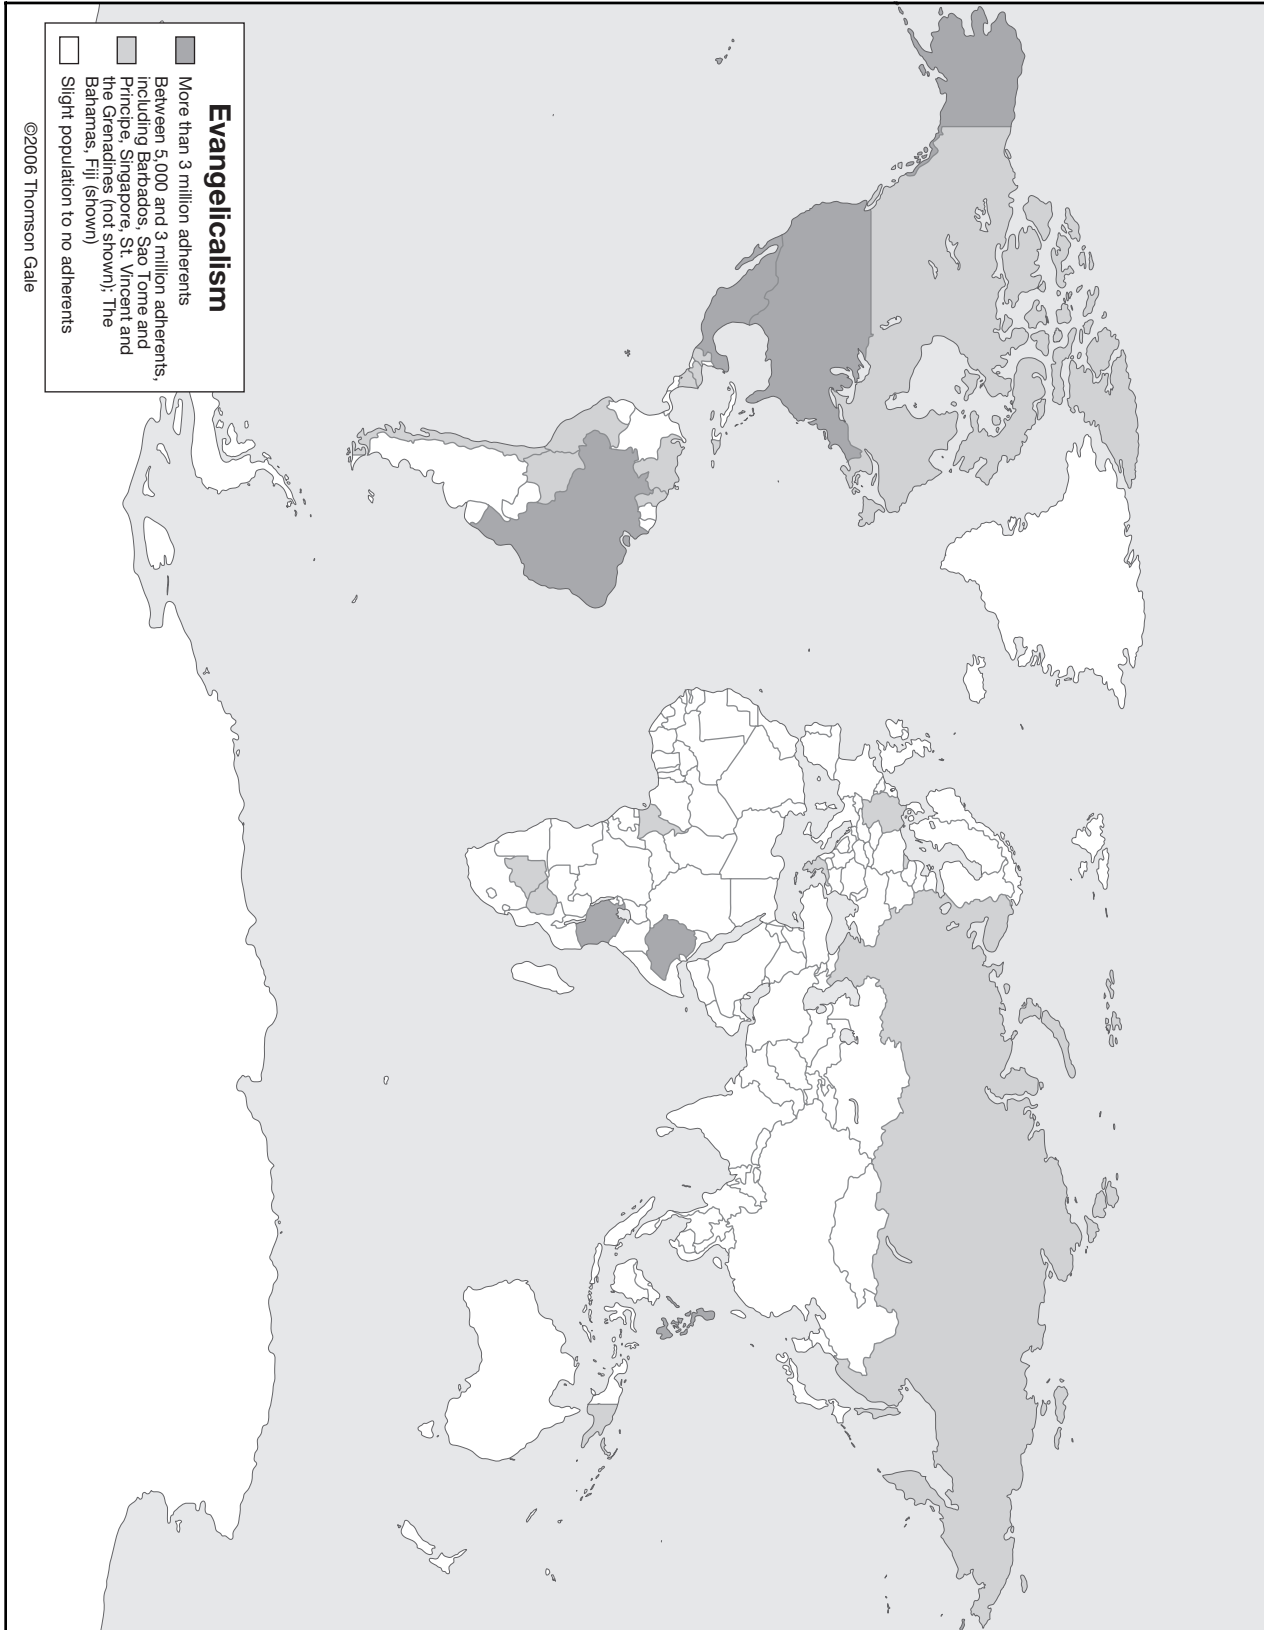 Evangelicalism
More than 3 million adherents
Between 5,000 and 3 million adherents,
including Barbados, Sao Tome and
Principe, Singapore, St. Vincent and
the Grenadines (not shown); The
Bahamas, Fiji (shown)
Slight population to no adherents
©2006 Thomson Gale